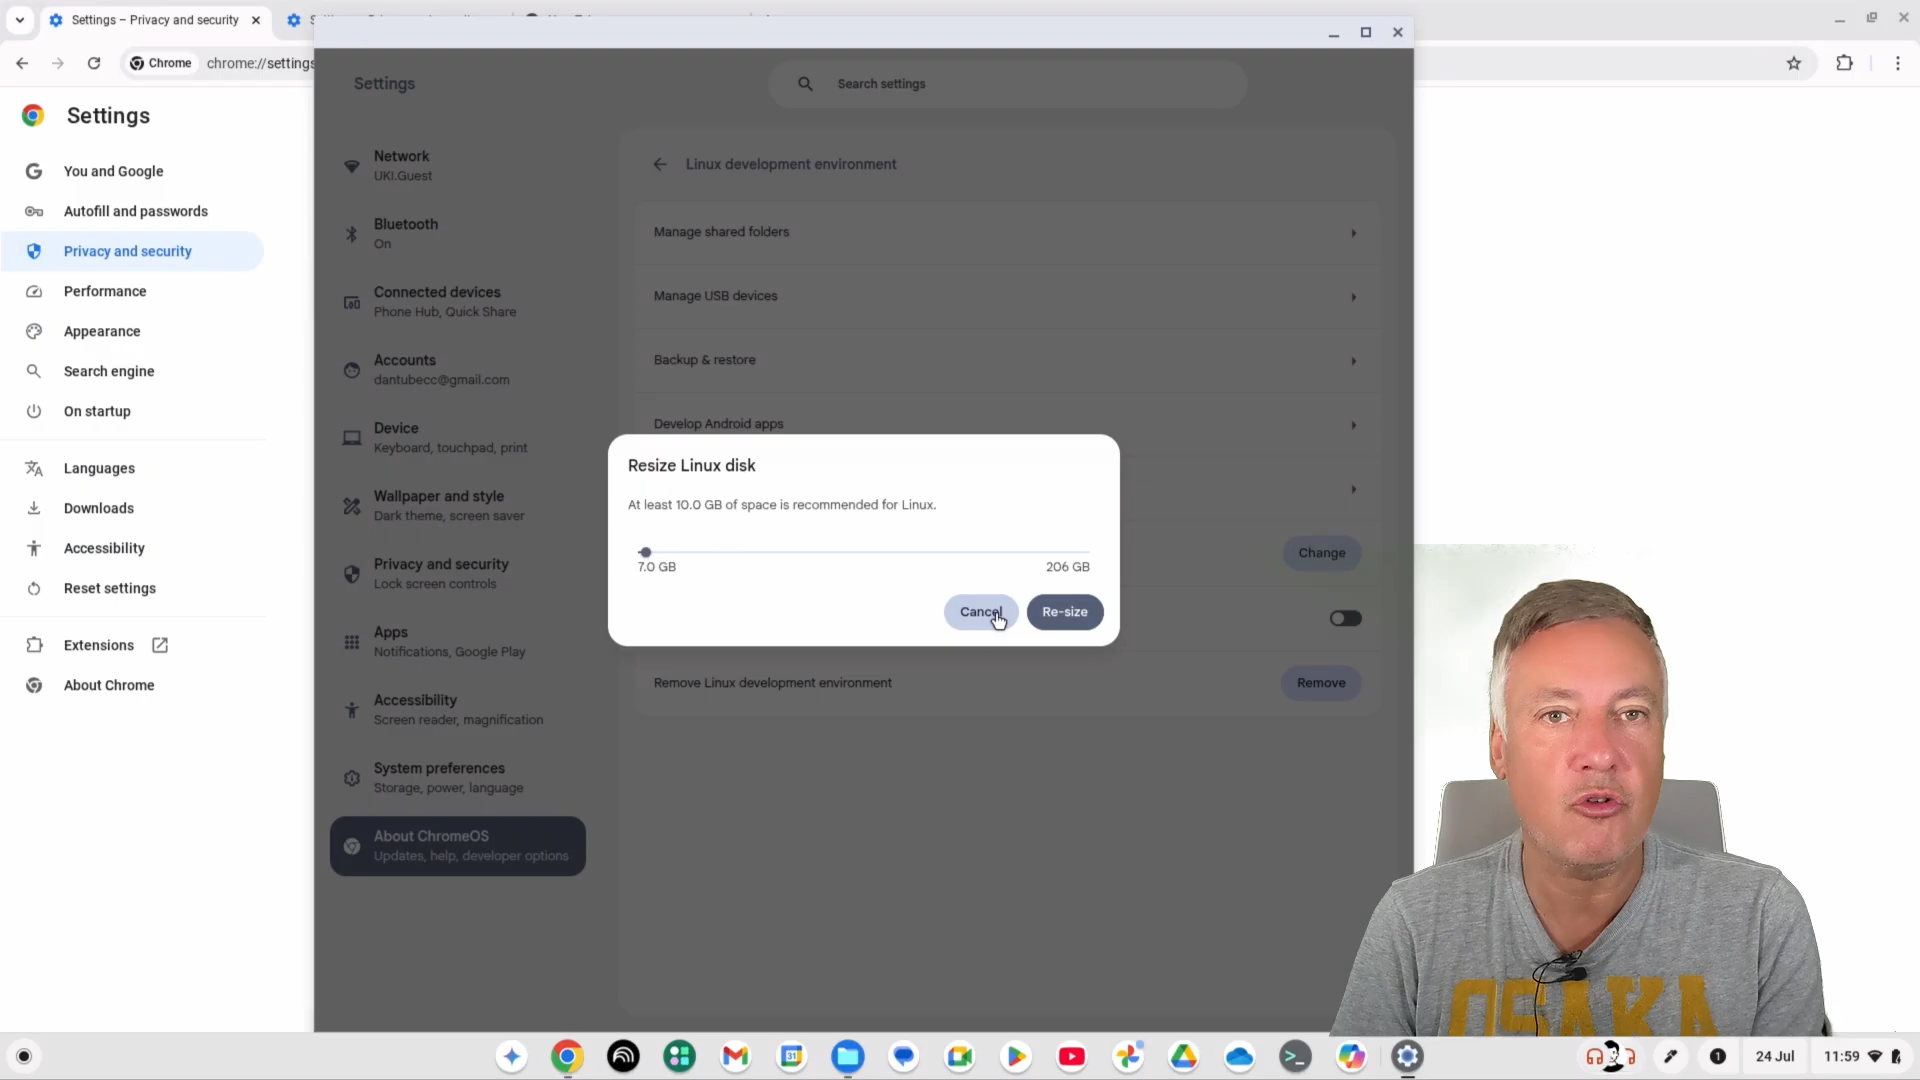 Settings – Privacy and security
Chrome
chrome://settings
Settings
You and Google
Autofill and passwords
Privacy and security
Performance
Appearance
Search engine
On startup
Languages
Downloads
Accessibility
Reset settings
Extensions
About Chrome
Settings
Search settings
Network
UKI.Guest
Bluetooth
On
Connected devices
Phone Hub, Quick Share
Accounts
dantubecc@gmail.com
Device
Keyboard, touchpad, print
Wallpaper and style
Dark theme, screen saver
Privacy and security
Lock screen controls
Apps
Notifications, Google Play
Accessibility
Screen reader, magnification
System preferences
Storage, power, language
About ChromeOS
Updates, help, developer options
Linux development environment
Manage shared folders
Manage USB devices
Backup & restore
Develop Android apps
Change
Remove Linux development environment
Remove
Resize Linux disk
At least 10.0 GB of space is recommended for Linux.
7.0 GB
206 GB
Cancel
Re-size
OSAKA
31
1
24 Jul
11:59